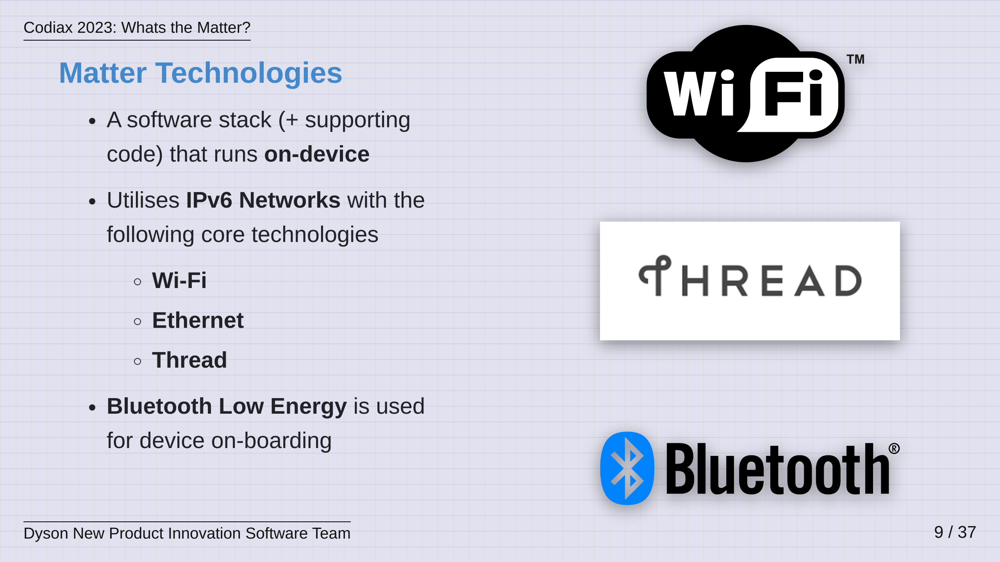 Codiax 2023: Whats the Matter?
Matter Technologies
• A software stack (+ supporting
code) that runs on-device
• Utilises IPv6 Networks with the
following core technologies
◦ Wi-Fi
◦ Ethernet
◦ Thread
• Bluetooth Low Energy is used
for device on-boarding
Wi Fi TM
THREAD
Bluetooth®
Dyson New Product Innovation Software Team
9 / 37